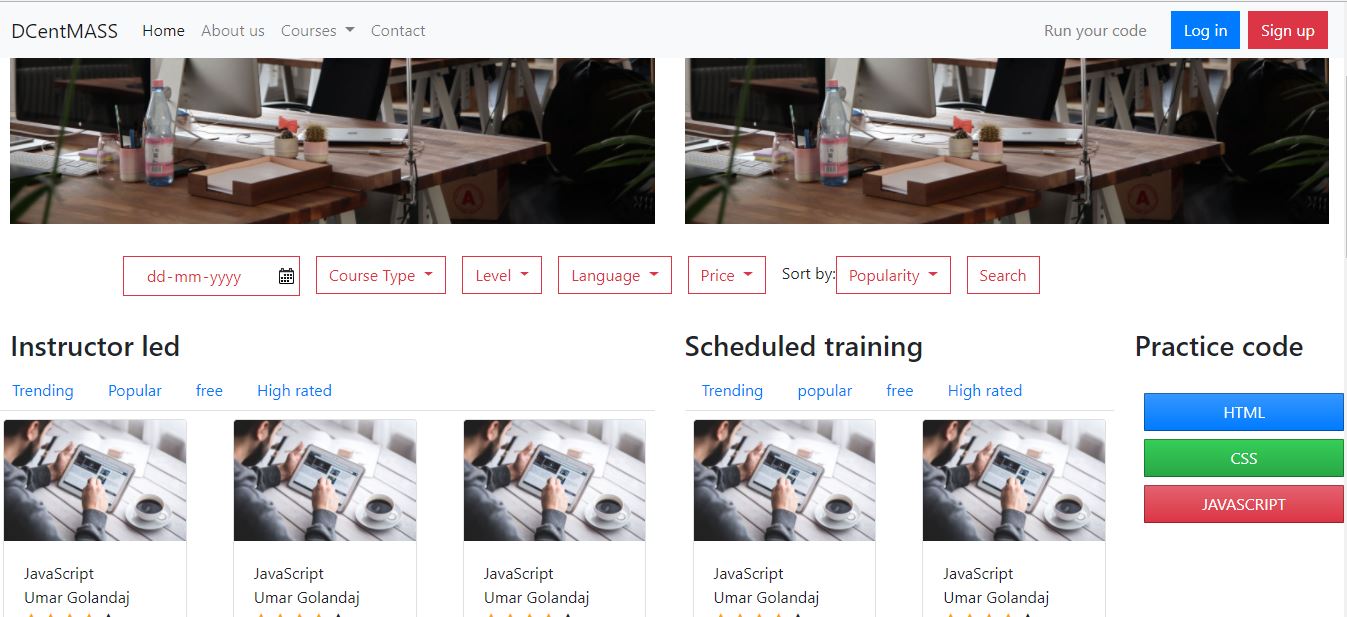 DCentMASS Home About us Courses Contact Run your code Log in Sign up
dd-mm-yyyy Course Type Level Language Price Sort by: Popularity Search
Instructor led Scheduled training Practice code
Trending Popular free High rated Trending popular free High rated
HTML
CSS
JAVASCRIPT
JavaScript JavaScript JavaScript JavaScript JavaScript
Umar Golandaj Umar Golandaj Umar Golandaj Umar Golandaj Umar Golandaj